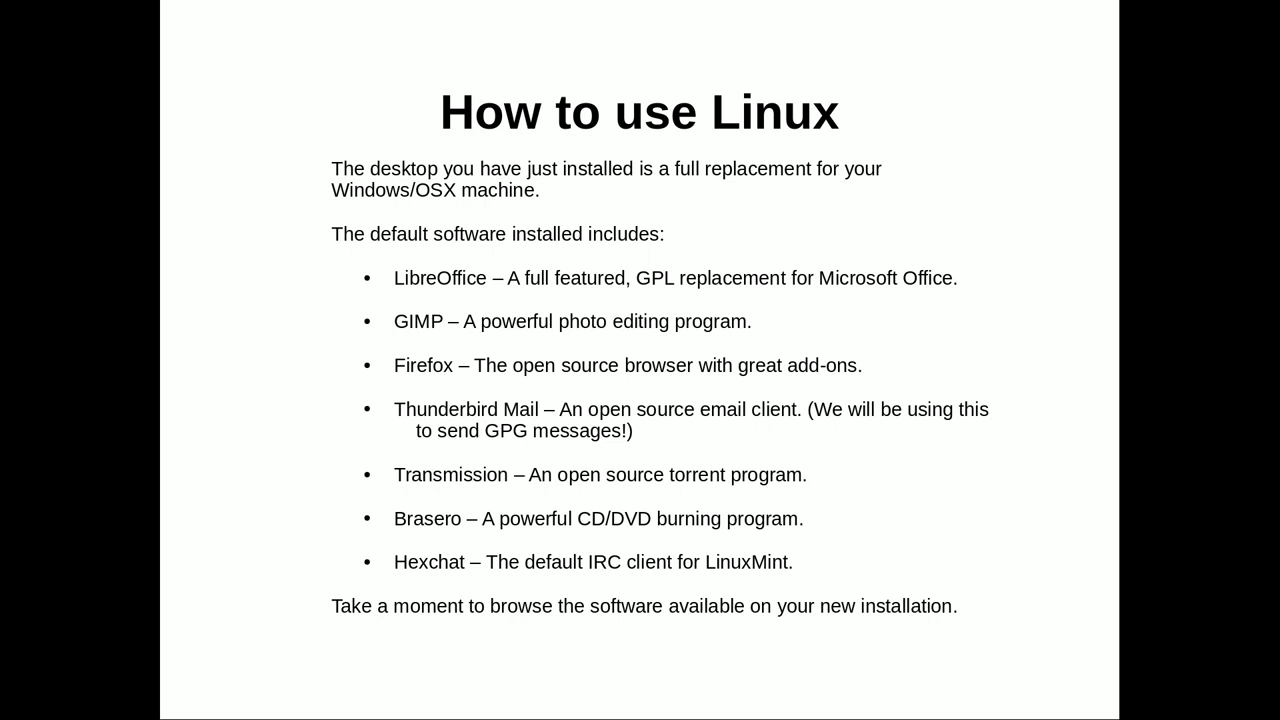 How to use Linux
The desktop you have just installed is a full replacement for your
Windows/OSX machine.
The default software installed includes:
• LibreOffice – A full featured, GPL replacement for Microsoft Office.
• GIMP – A powerful photo editing program.
• Firefox – The open source browser with great add-ons.
• Thunderbird Mail – An open source email client. (We will be using this
to send GPG messages!)
• Transmission – An open source torrent program.
• Brasero – A powerful CD/DVD burning program.
• Hexchat – The default IRC client for LinuxMint.
Take a moment to browse the software available on your new installation.